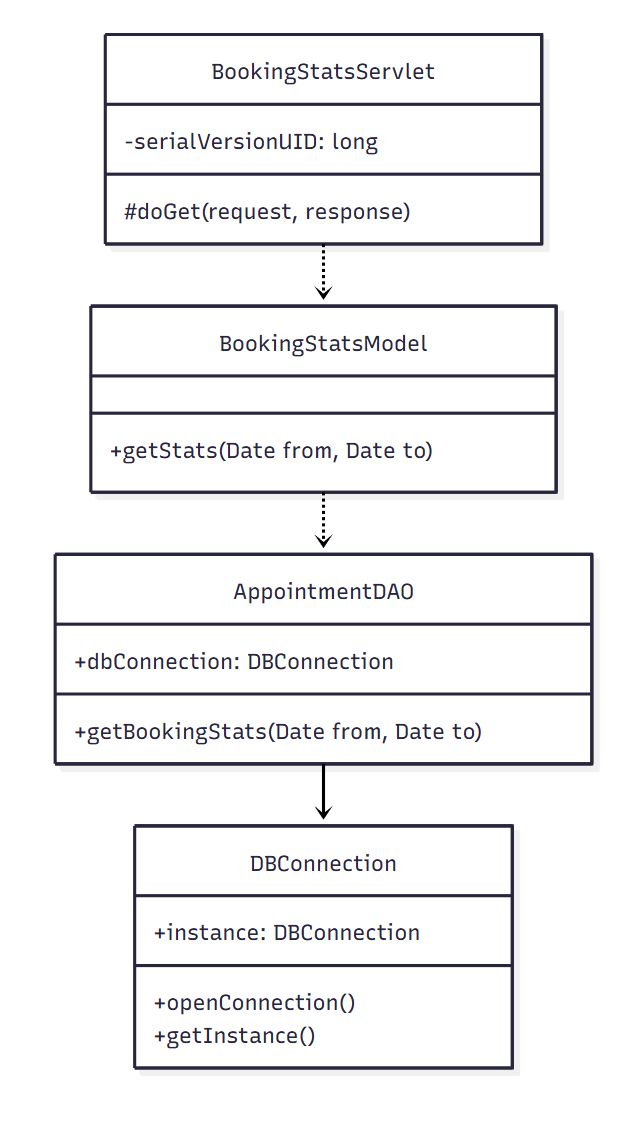 BookingStatsServlet
-serialVersionUID: long
#doGet(request, response)
BookingStatsModel
+getStats(Date from, Date to)
AppointmentDAO
+dbConnection: DBConnection
+getBookingStats(Date from, Date to)
DBConnection
+instance: DBConnection
+openConnection()
+getInstance()